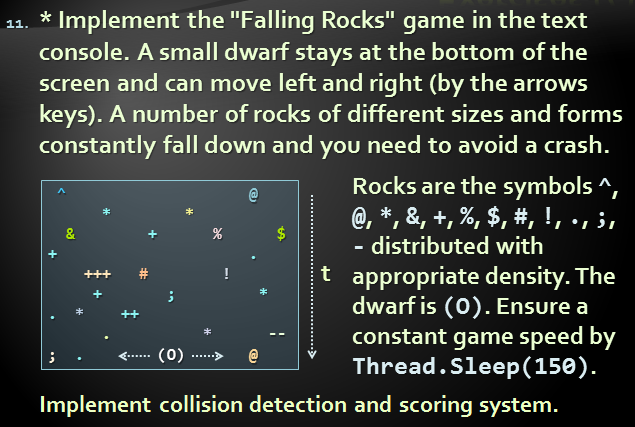 11. * Implement the "Falling Rocks" game in the text
console. A small dwarf stays at the bottom of the
screen and can move left and right (by the arrows
keys). A number of rocks of different sizes and forms
constantly fall down and you need to avoid a crash.
^ @
* *
& + % $
+ .
+++ # !
+ ; *
. * ++
. * --
; . <······ (O) ······> @
t
Rocks are the symbols ^,
@, *, &, +, %, $, #, !, ., ;,
- distributed with
appropriate density. The
dwarf is (O). Ensure a
constant game speed by
Thread.Sleep(150).
Implement collision detection and scoring system.